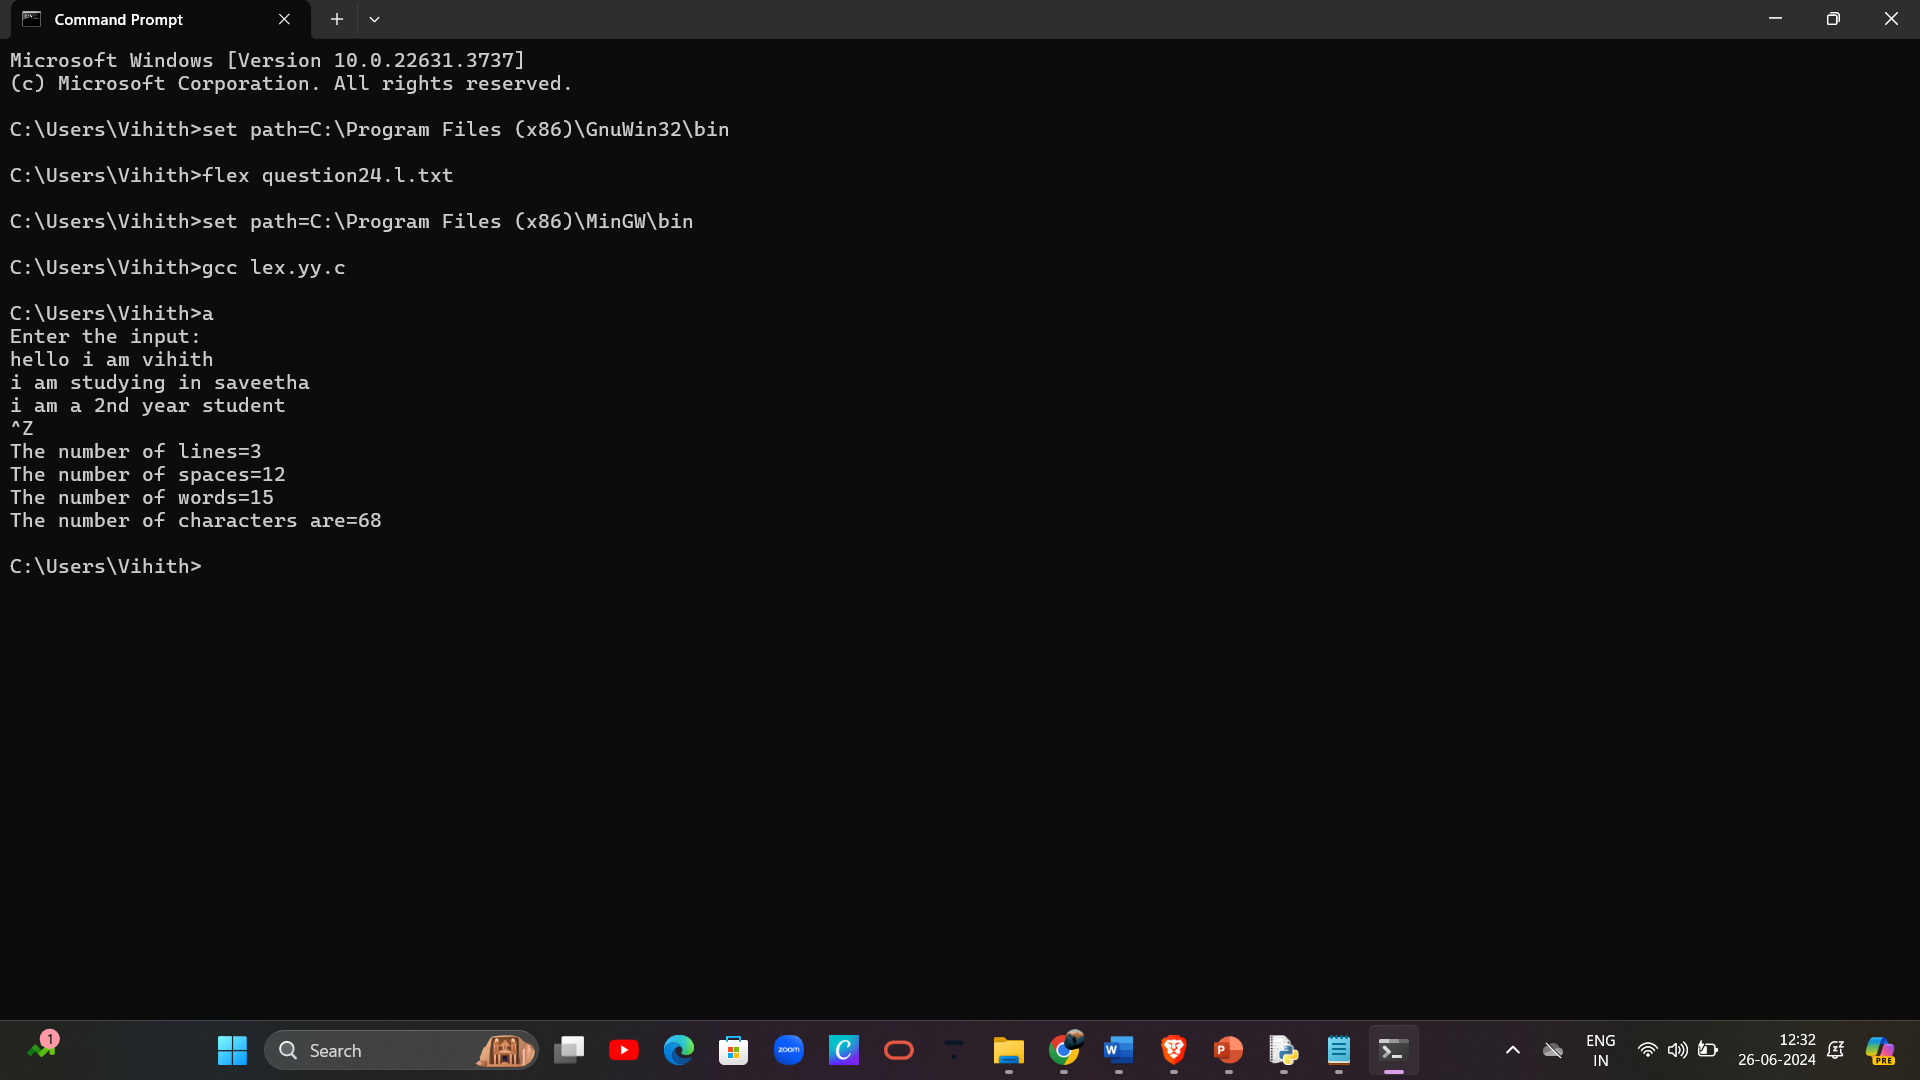 Command Prompt
Microsoft Windows [Version 10.0.22631.3737]
(c) Microsoft Corporation. All rights reserved.
C:\Users\Vihith>set path=C:\Program Files (x86)\GnuWin32\bin
C:\Users\Vihith>flex question24.l.txt
C:\Users\Vihith>set path=C:\Program Files (x86)\MinGW\bin
C:\Users\Vihith>gcc lex.yy.c
C:\Users\Vihith>a
Enter the input:
hello i am vihith
i am studying in saveetha
i am a 2nd year student
^Z
The number of lines=3
The number of spaces=12
The number of words=15
The number of characters are=68
C:\Users\Vihith>
1
Search
zoom
C
W
P
ENG
IN
12:32
26-06-2024
PRE